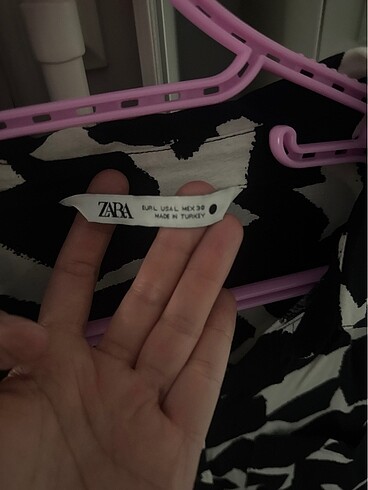 ZARA
EUR L USA L MEX 30
MADE IN TURKEY